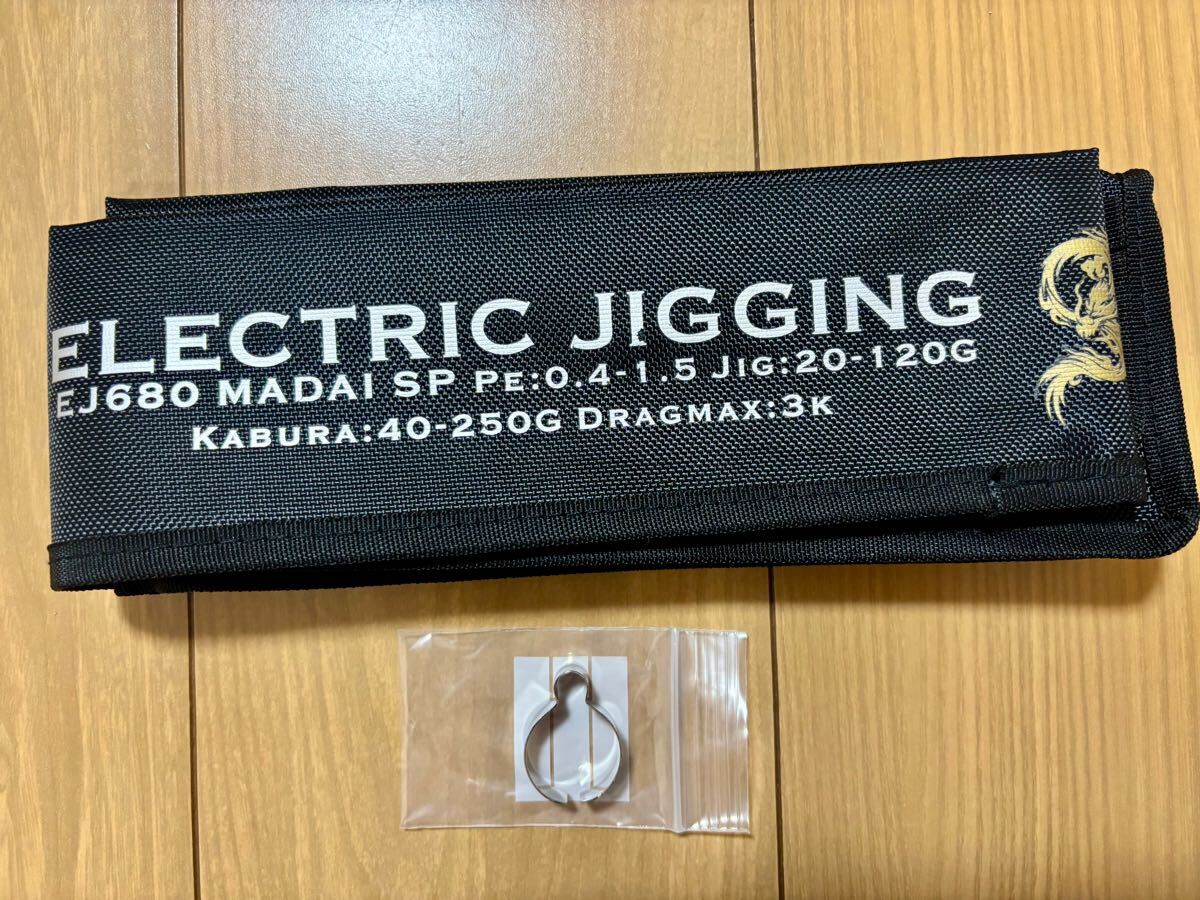 ELECTRIC JIGGING
EJ680 MADAI SP PE:0.4-1.5 JIG:20-120G
KABURA:40-250G DRAGMAX:3K